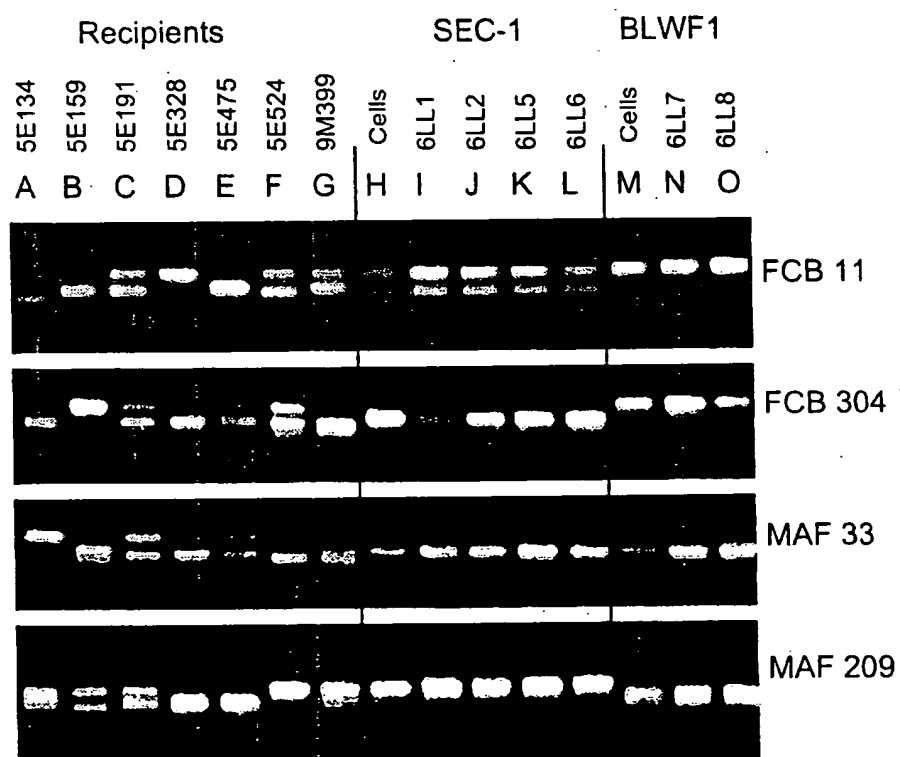 Recipients SEC-1 BLWF1
5E134 5E159 5E191 5E328 5E475 5E524 9M399 Cells 6LL1 6LL2 6LL5 6LL6 Cells 6LL7 6LL8
A B C D E F G H I J K L M N O
FCB 11
FCB 304
MAF 33
MAF 209